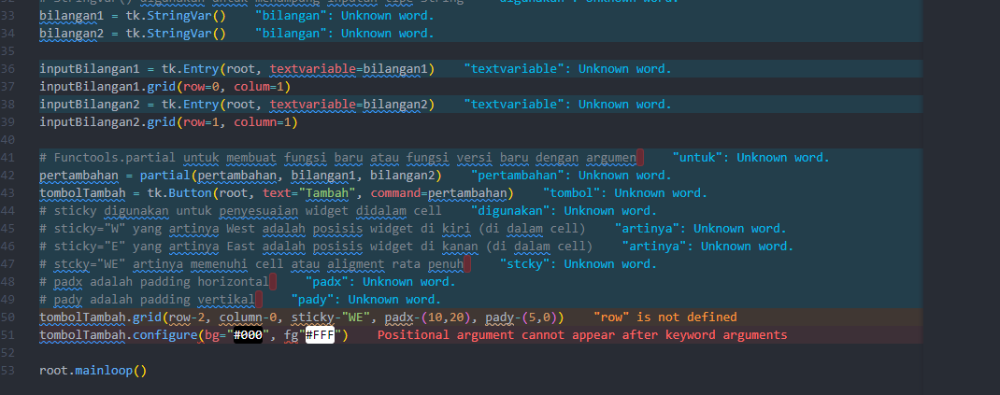 # StringVar() digunakan untuk menampung inputan tipe String "digunakan": Unknown word.
33 bilangan1 = tk.StringVar() "bilangan": Unknown word.
34 bilangan2 = tk.StringVar() "bilangan": Unknown word.
35
36 inputBilangan1 = tk.Entry(root, textvariable=bilangan1) "textvariable": Unknown word.
37 inputBilangan1.grid(row=0, colum=1)
38 inputBilangan2 = tk.Entry(root, textvariable=bilangan2) "textvariable": Unknown word.
39 inputBilangan2.grid(row=1, column=1)
40
41 # Functools.partial untuk membuat fungsi baru atau fungsi versi baru dengan argumen "untuk": Unknown word.
42 pertambahan = partial(pertambahan, bilangan1, bilangan2) "pertambahan": Unknown word.
43 tombolTambah = tk.Button(root, text="Tambah", command=pertambahan) "tombol": Unknown word.
44 # sticky digunakan untuk penyesuaian widget didalam cell "digunakan": Unknown word.
45 # sticky="W" yang artinya West adalah posisis widget di kiri (di dalam cell) "artinya": Unknown word.
46 # sticky="E" yang artinya East adalah posisis widget di kanan (di dalam cell) "artinya": Unknown word.
47 # stcky="WE" artinya memenuhi cell atau aligment rata penuh "stcky": Unknown word.
48 # padx adalah padding horizontal "padx": Unknown word.
49 # pady adalah padding vertikal "pady": Unknown word.
50 tombolTambah.grid(row-2, column-0, sticky-"WE", padx-(10,20), pady-(5,0)) "row" is not defined
51 tombolTambah.configure(bg="#000", fg"#FFF") Positional argument cannot appear after keyword arguments
52
53 root.mainloop()